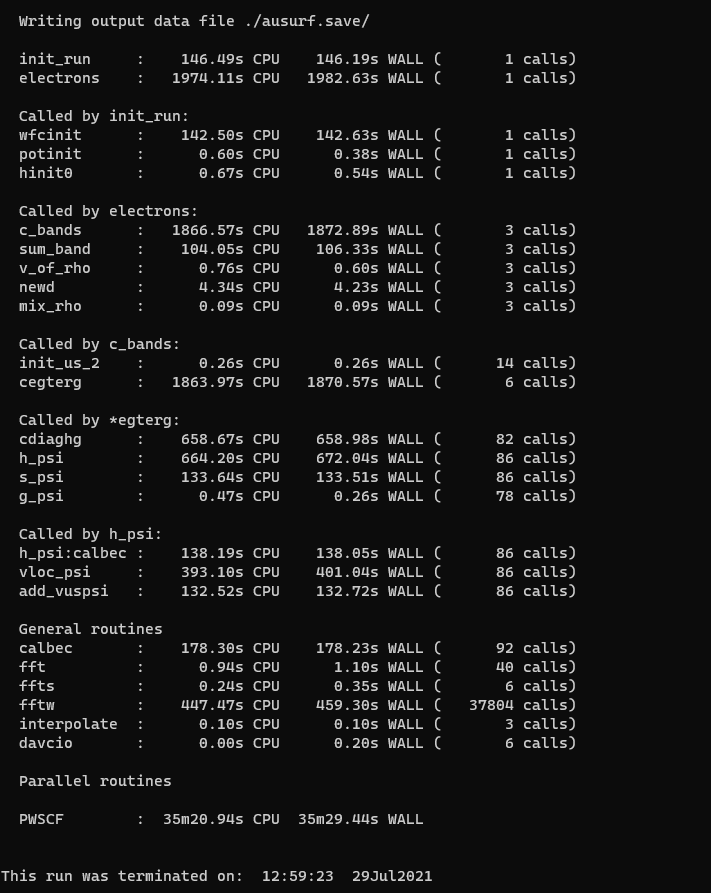 Writing output data file ./ausurf.save/
init_run     :    146.49s CPU    146.19s WALL (       1 calls)
electrons    :   1974.11s CPU   1982.63s WALL (       1 calls)
Called by init_run:
wfcinit      :    142.50s CPU    142.63s WALL (       1 calls)
potinit      :      0.60s CPU      0.38s WALL (       1 calls)
hinit0       :      0.67s CPU      0.54s WALL (       1 calls)
Called by electrons:
c_bands      :   1866.57s CPU   1872.89s WALL (       3 calls)
sum_band     :    104.05s CPU    106.33s WALL (       3 calls)
v_of_rho     :      0.76s CPU      0.60s WALL (       3 calls)
newd         :      4.34s CPU      4.23s WALL (       3 calls)
mix_rho      :      0.09s CPU      0.09s WALL (       3 calls)
Called by c_bands:
init_us_2    :      0.26s CPU      0.26s WALL (      14 calls)
cegterg      :   1863.97s CPU   1870.57s WALL (       6 calls)
Called by *egterg:
cdiaghg      :    658.67s CPU    658.98s WALL (      82 calls)
h_psi        :    664.20s CPU    672.04s WALL (      86 calls)
s_psi        :    133.64s CPU    133.51s WALL (      86 calls)
g_psi        :      0.47s CPU      0.26s WALL (      78 calls)
Called by h_psi:
h_psi:calbec :    138.19s CPU    138.05s WALL (      86 calls)
vloc_psi     :    393.10s CPU    401.04s WALL (      86 calls)
add_vuspsi   :    132.52s CPU    132.72s WALL (      86 calls)
General routines
calbec       :    178.30s CPU    178.23s WALL (      92 calls)
fft          :      0.94s CPU      1.10s WALL (      40 calls)
ffts         :      0.24s CPU      0.35s WALL (       6 calls)
fftw         :    447.47s CPU    459.30s WALL (   37804 calls)
interpolate  :      0.10s CPU      0.10s WALL (       3 calls)
davcio       :      0.00s CPU      0.20s WALL (       6 calls)
Parallel routines
PWSCF        :  35m20.94s CPU  35m29.44s WALL
This run was terminated on:  12:59:23  29Jul2021